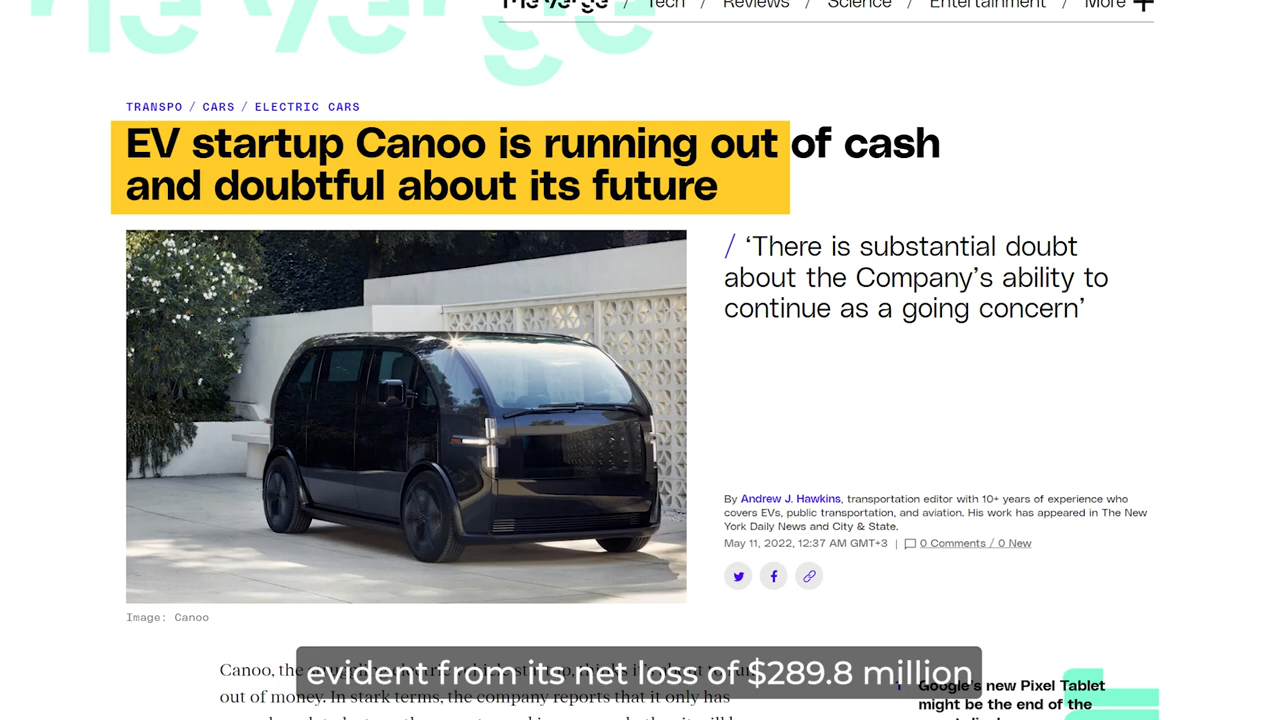 Tech / Reviews / Science / Entertainment / More +
TRANSPO / CARS / ELECTRIC CARS
EV startup Canoo is running out of cash
and doubtful about its future
/ ‘There is substantial doubt
about the Company’s ability to
continue as a going concern’
By Andrew J. Hawkins, transportation editor with 10+ years of experience who
covers EVs, public transportation, and aviation. His work has appeared in The New
York Daily News and City & State.
May 11, 2022, 12:37 AM GMT+3 | 0 Comments / 0 New
Image: Canoo
Canoo, the
evident from its net loss of $289.8 million
out of money. In stark terms, the company reports that it only has
Google’s new Pixel Tablet
might be the end of the